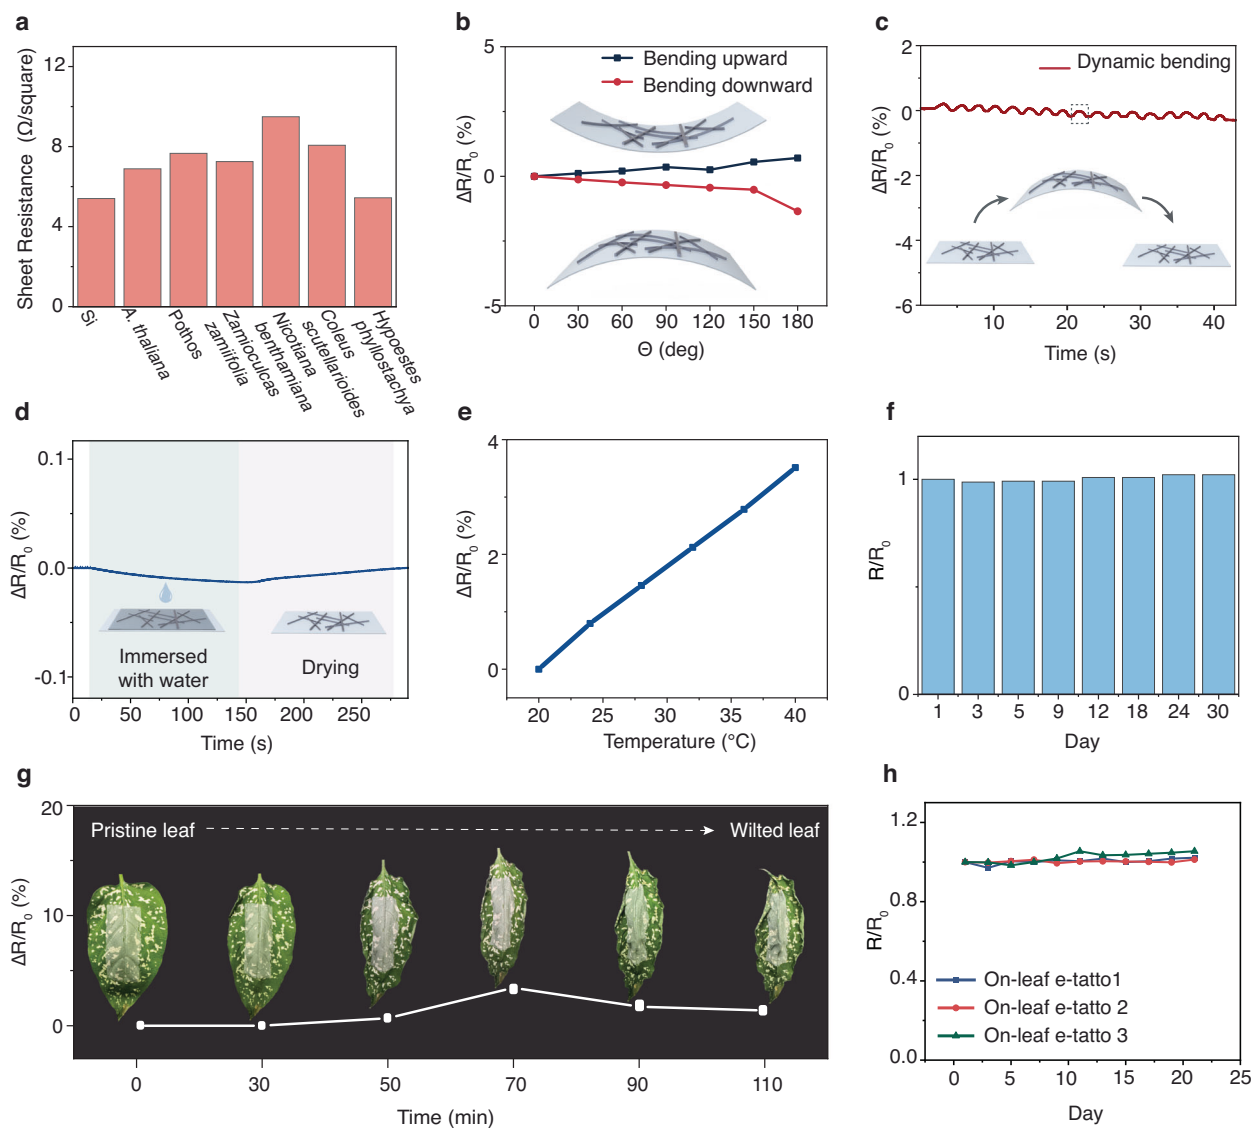 a
Sheet Resistance (Ω/square)
12
8
4
0
Si
A. thaliana
Pothos
Zamioculcas
zamiifolia
Nicotiana
benthamiana
Coleus
scutellarioides
Hypoestes
phyllostachya
b
ΔR/R0 (%)
5
0
-5
Bending upward
Bending downward
0 30 60 90 120 150 180
Θ (deg)
c
ΔR/R0 (%)
2
0
-2
-4
-6
Dynamic bending
10 20 30 40
Time (s)
d
ΔR/R0 (%)
0.1
0.0
-0.1
Immersed
with water
Drying
0 50 100 150 200 250
Time (s)
e
ΔR/R0 (%)
4
2
0
20 25 30 35 40
Temperature (°C)
f
R/R0
1
0
1 3 5 9 12 18 24 30
Day
g
ΔR/R0 (%)
20
10
0
Pristine leaf
Wilted leaf
0 30 50 70 90 110
Time (min)
h
R/R0
1.2
0.8
0.4
0.0
On-leaf e-tatto1
On-leaf e-tatto 2
On-leaf e-tatto 3
0 5 10 15 20 25
Day